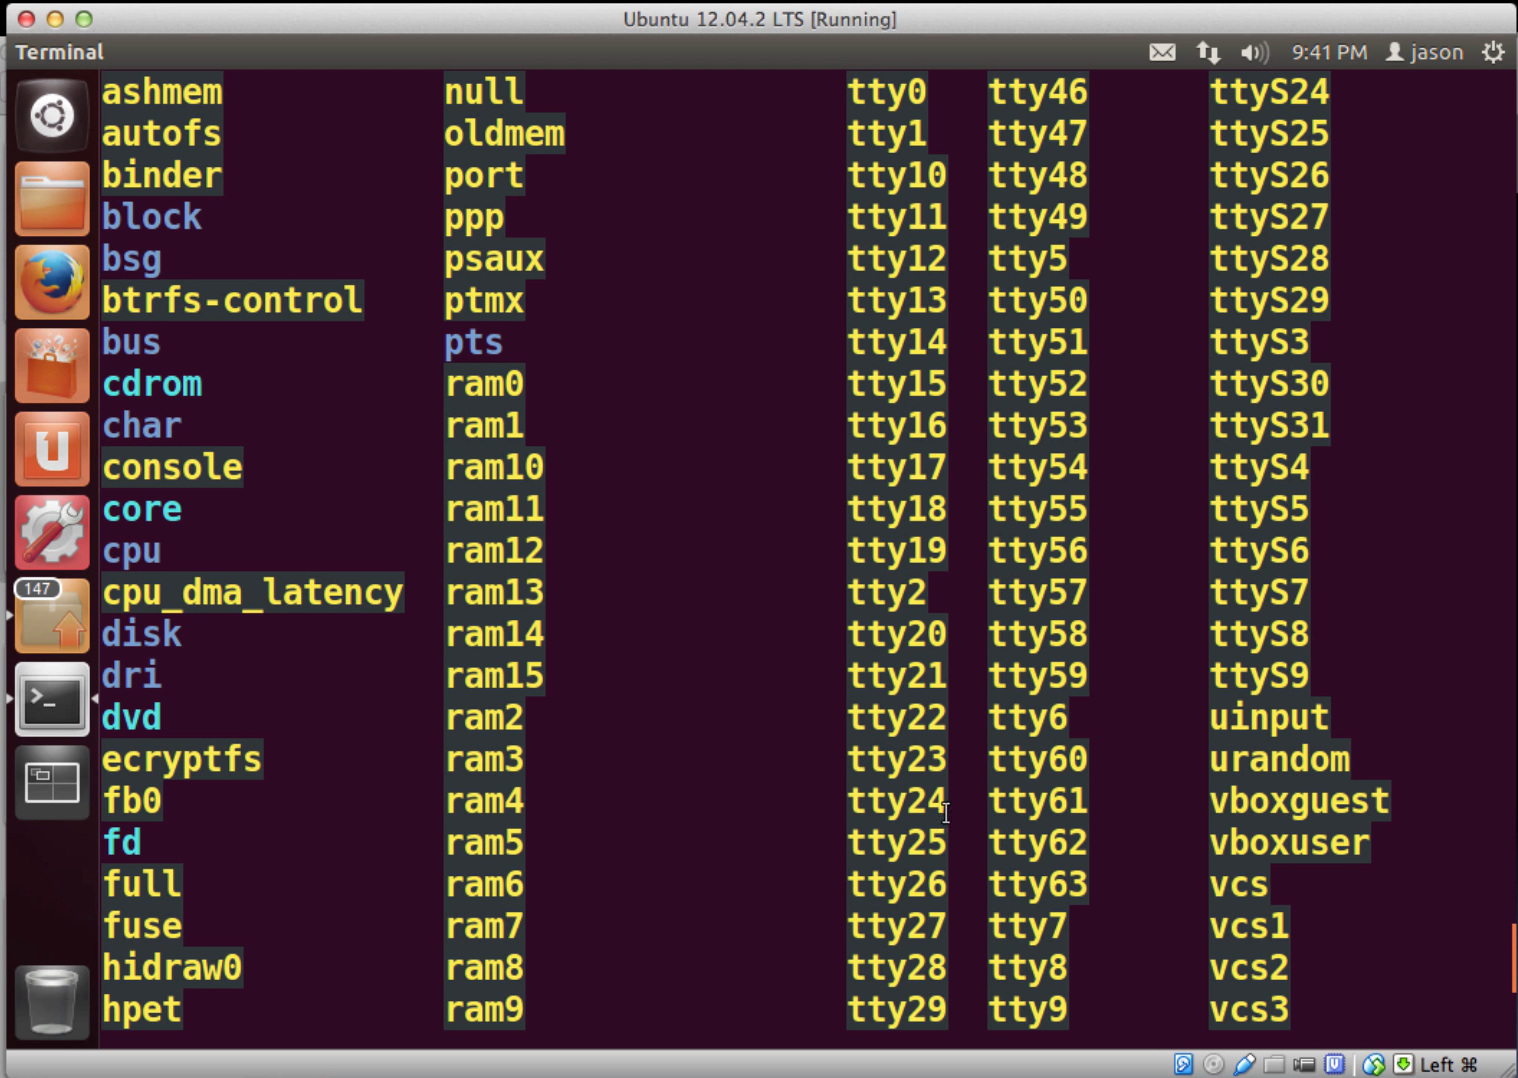 Ubuntu 12.04.2 LTS [Running]
Terminal 9:41 PM jason
ashmem null tty0 tty46 ttyS24
autofs oldmem tty1 tty47 ttyS25
binder port tty10 tty48 ttyS26
block ppp tty11 tty49 ttyS27
bsg psaux tty12 tty5 ttyS28
btrfs-control ptmx tty13 tty50 ttyS29
bus pts tty14 tty51 ttyS3
cdrom ram0 tty15 tty52 ttyS30
char ram1 tty16 tty53 ttyS31
console ram10 tty17 tty54 ttyS4
core ram11 tty18 tty55 ttyS5
cpu ram12 tty19 tty56 ttyS6
147
cpu_dma_latency ram13 tty2 tty57 ttyS7
disk ram14 tty20 tty58 ttyS8
dri ram15 tty21 tty59 ttyS9
dvd ram2 tty22 tty6 uinput
ecryptfs ram3 tty23 tty60 urandom
fb0 ram4 tty24 tty61 vboxguest
fd ram5 tty25 tty62 vboxuser
full ram6 tty26 tty63 vcs
fuse ram7 tty27 tty7 vcs1
hidraw0 ram8 tty28 tty8 vcs2
hpet ram9 tty29 tty9 vcs3
Left ⌘